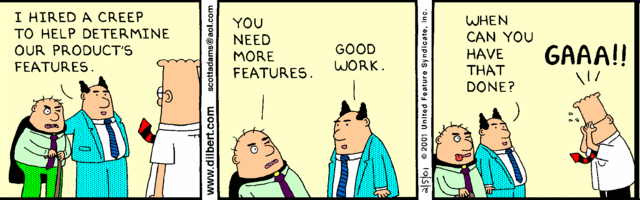 I HIRED A CREEP
TO HELP DETERMINE
OUR PRODUCT'S
FEATURES.
www.dilbert.com
scottadams@aol.com
YOU
NEED
MORE
FEATURES.
GOOD
WORK.
2/5/01 © 2001 United Feature Syndicate, Inc.
WHEN
CAN YOU
HAVE
THAT
DONE?
GAAA!!